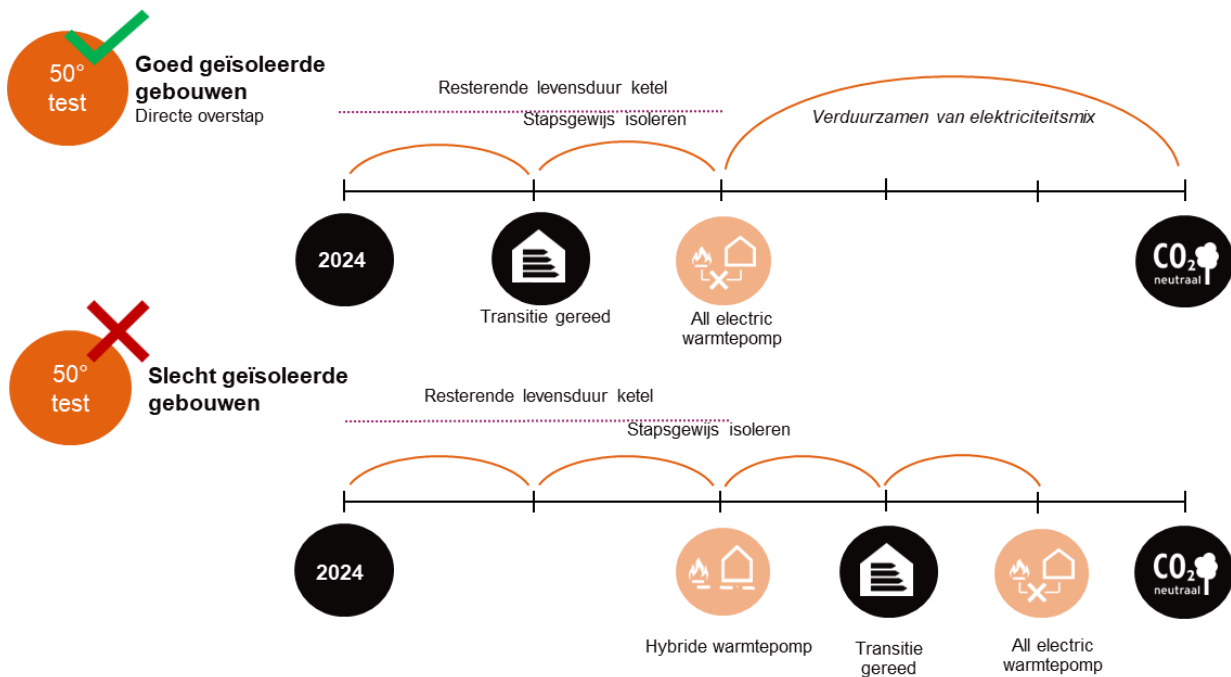 50°
test
Goed geïsoleerde
gebouwen
Directe overstap
Resterende levensduur ketel
Stapsgewijs isoleren
Verduurzamen van elektriciteitsmix
2024
Transitie gereed
All electric
warmtepomp
CO₂
neutraal
50°
test
Slecht geïsoleerde
gebouwen
Resterende levensduur ketel
Stapsgewijs isoleren
2024
Hybride warmtepomp
Transitie
gereed
All electric
warmtepomp
CO₂
neutraal